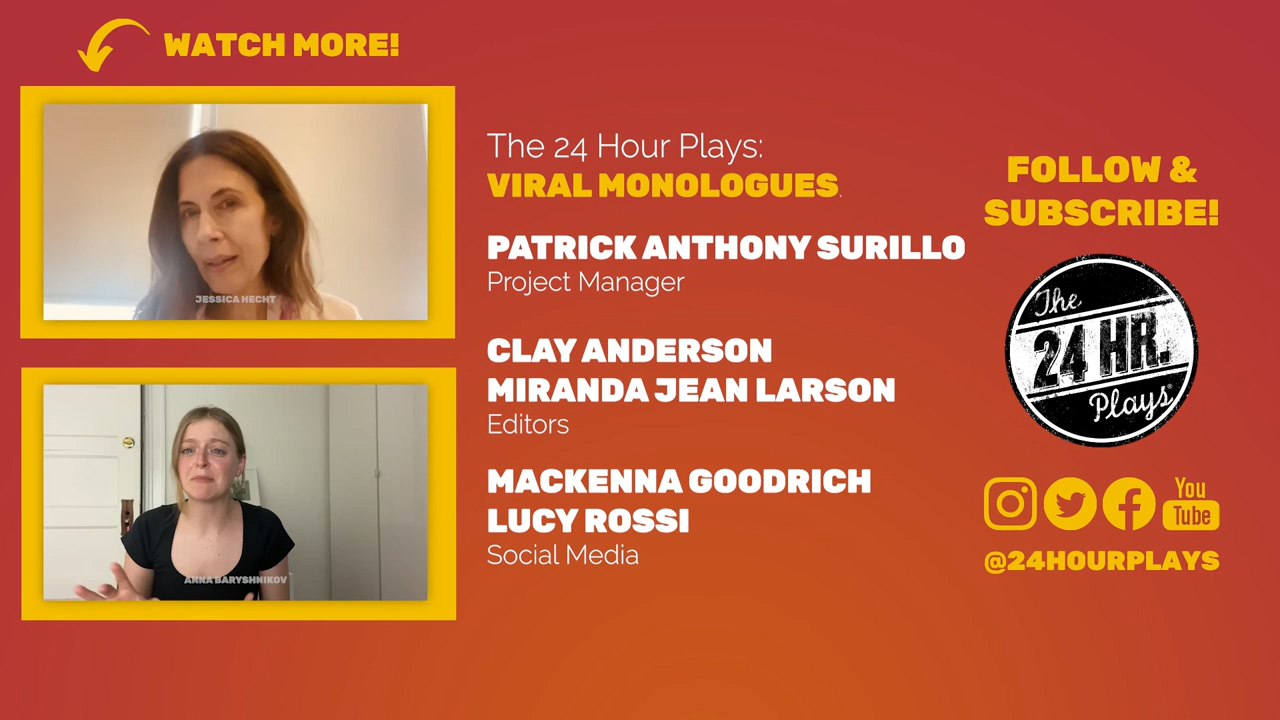 WATCH MORE!
JESSICA HECHT
ANNA BARYSHNIKOV
The 24 Hour Plays:
VIRAL MONOLOGUES.
PATRICK ANTHONY SURILLO
Project Manager
CLAY ANDERSON
MIRANDA JEAN LARSON
Editors
MACKENNA GOODRICH
LUCY ROSSI
Social Media
FOLLOW &
SUBSCRIBE!
The
24 HR.
Plays®
You
Tube
@24HOURPLAYS